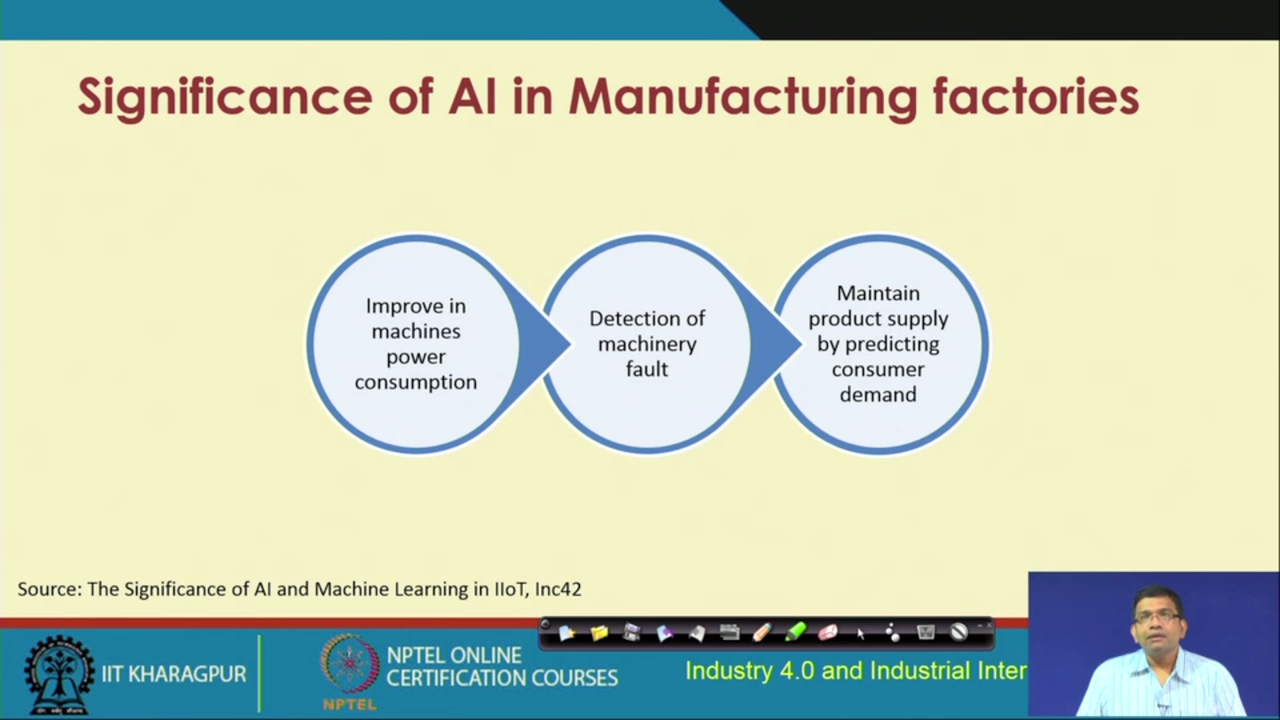 Significance of AI in Manufacturing factories
Improve in
machines
power
consumption
Detection of
machinery
fault
Maintain
product supply
by predicting
consumer
demand
Source: The Significance of AI and Machine Learning in IIoT, Inc42
IIT KHARAGPUR
NPTEL
NPTEL ONLINE
CERTIFICATION COURSES
Industry 4.0 and Industrial Inter